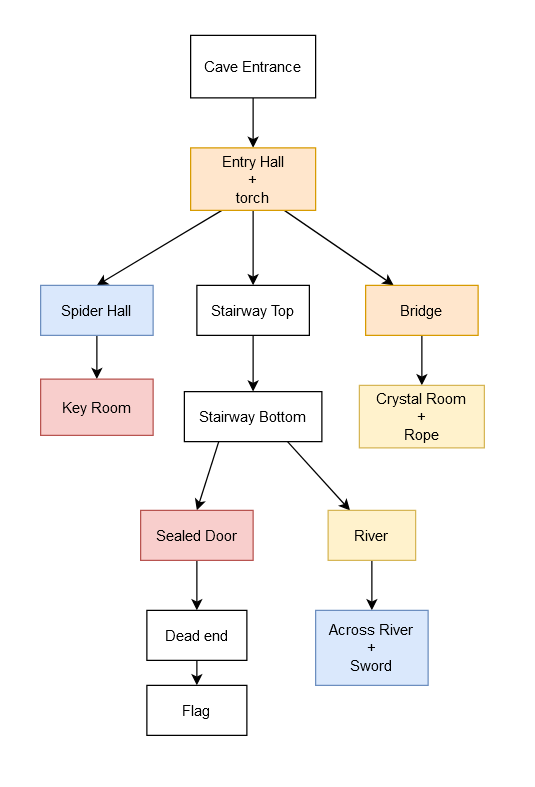 Cave Entrance
Entry Hall
+
torch
Spider Hall
Stairway Top
Bridge
Key Room
Stairway Bottom
Crystal Room
+
Rope
Sealed Door
River
Dead end
Across River
+
Sword
Flag